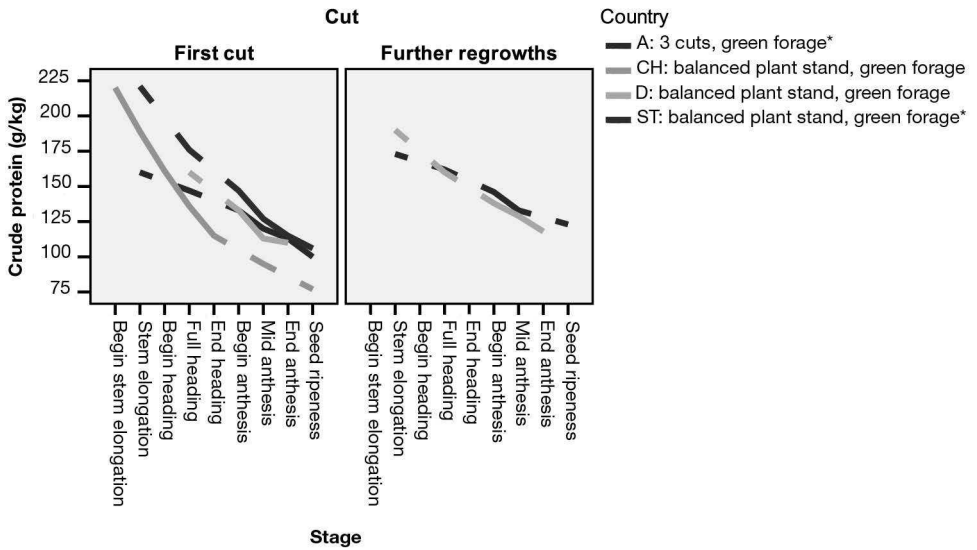 Cut
First cut
Further regrowths
Country
A: 3 cuts, green forage*
CH: balanced plant stand, green forage
D: balanced plant stand, green forage
ST: balanced plant stand, green forage*
Crude protein (g/kg)
225
200
175
150
125
100
75
Begin stem elongation
Stem elongation
Begin heading
Full heading
End heading
Begin anthesis
Mid anthesis
End anthesis
Seed ripeness
Begin stem elongation
Stem elongation
Begin heading
Full heading
End heading
Begin anthesis
Mid anthesis
End anthesis
Seed ripeness
Stage